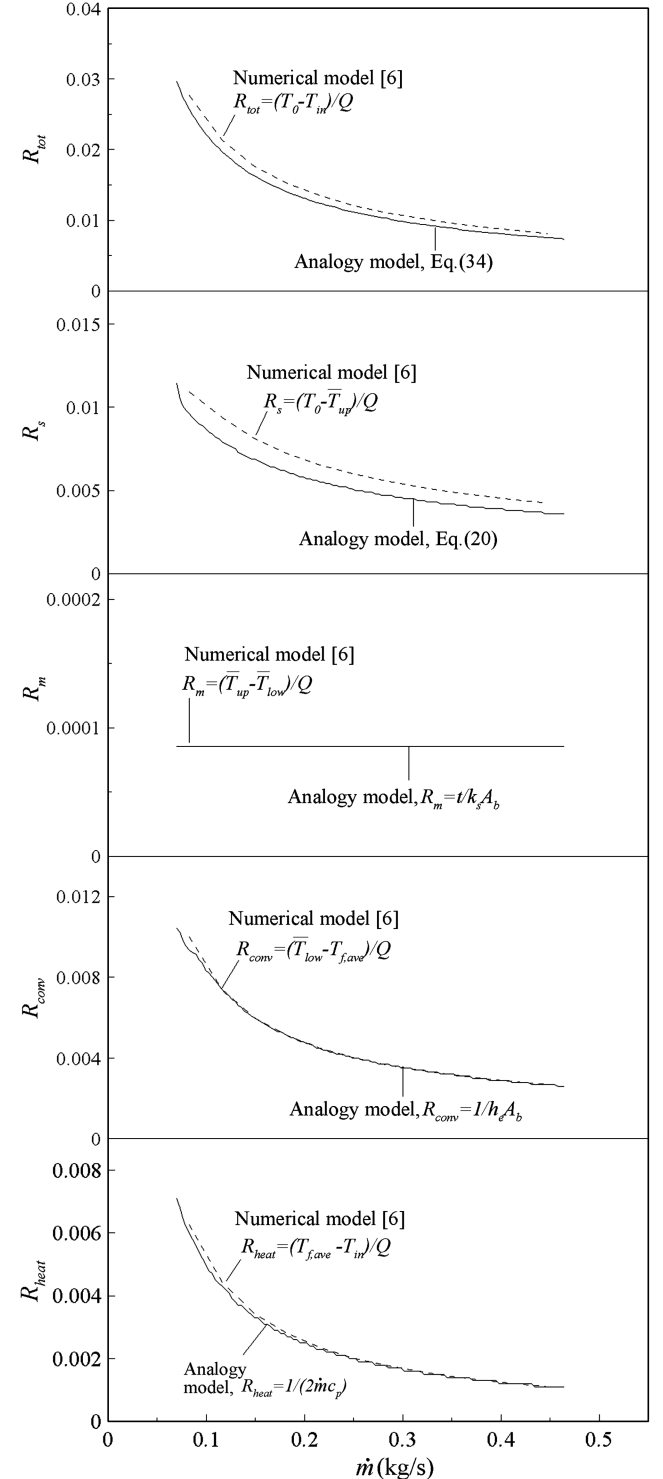 0.04
0.03
0.02
0.01
0
R_tot
Numerical model [6]
R_tot=(T_0-T_in)/Q
Analogy model, Eq.(34)
0.015
0.01
0.005
0
R_s
Numerical model [6]
R_s=(T_0-T̅_up)/Q
Analogy model, Eq.(20)
0.0002
0.0001
0
R_m
Numerical model [6]
R_m=(T̅_up-T̅_low)/Q
Analogy model, R_m=t/k_sA_b
0.012
0.008
0.004
0
R_conv
Numerical model [6]
R_conv=(T̅_low-T_f,ave)/Q
Analogy model, R_conv=1/h_eA_b
0.008
0.006
0.004
0.002
0
R_heat
Numerical model [6]
R_heat=(T_f,ave -T_in)/Q
Analogy
model, R_heat=1/(2ṁc_p)
0 0.1 0.2 0.3 0.4 0.5
ṁ (kg/s)